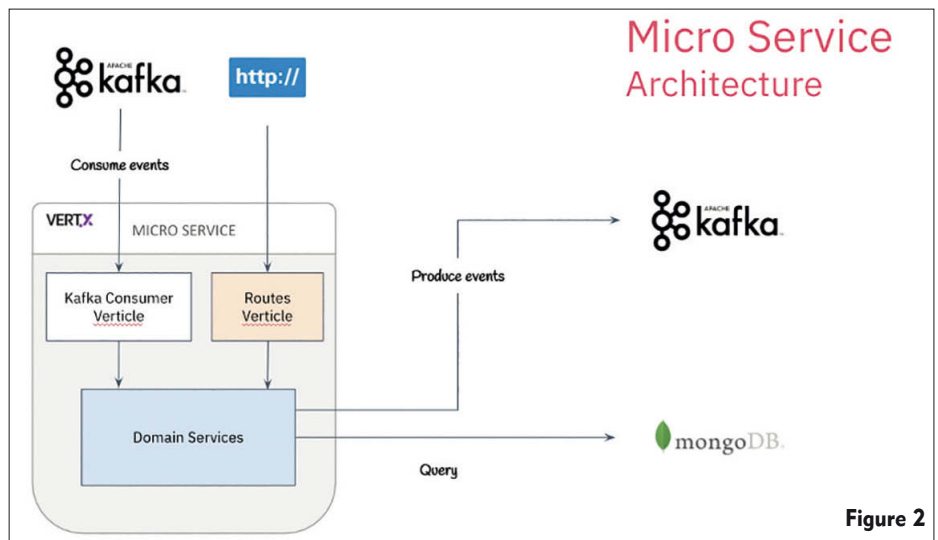 Micro Service
Architecture
APACHE
kafka
http://
Consume events
VERT.X
MICRO SERVICE
Kafka Consumer
Verticle
Routes
Verticle
Domain Services
Produce events
APACHE
kafka
mongoDB
Query
Figure 2